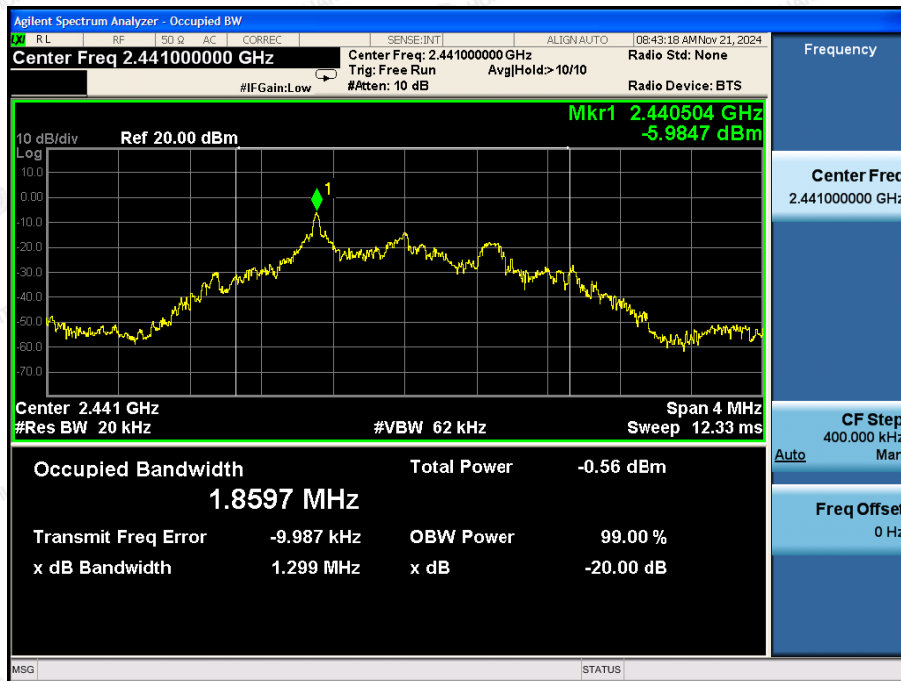 Agilent Spectrum Analyzer - Occupied BW
LXI RL RF 50 Ω AC CORREC SENSE:INT ALIGN AUTO 08:43:18 AM Nov 21, 2024
Center Freq 2.441000000 GHz
Center Freq: 2.441000000 GHz
Radio Std: None
Trig: Free Run
Avg|Hold:> 10/10
#IFGain:Low
#Atten: 10 dB
Radio Device: BTS
Mkr1 2.440504 GHz
-5.9847 dBm
10 dB/div
Ref 20.00 dBm
Log
10.0
0.00
-10.0
-20.0
-30.0
-40.0
-50.0
-60.0
-70.0
1
Center 2.441 GHz
Span 4 MHz
#Res BW 20 kHz
#VBW 62 kHz
Sweep 12.33 ms
Occupied Bandwidth
1.8597 MHz
Total Power -0.56 dBm
Transmit Freq Error -9.987 kHz
OBW Power 99.00 %
x dB Bandwidth 1.299 MHz
x dB -20.00 dB
MSG
STATUS
Frequency
Center Freq
2.441000000 GHz
CF Step
400.000 kHz
Auto Man
Freq Offset
0 Hz